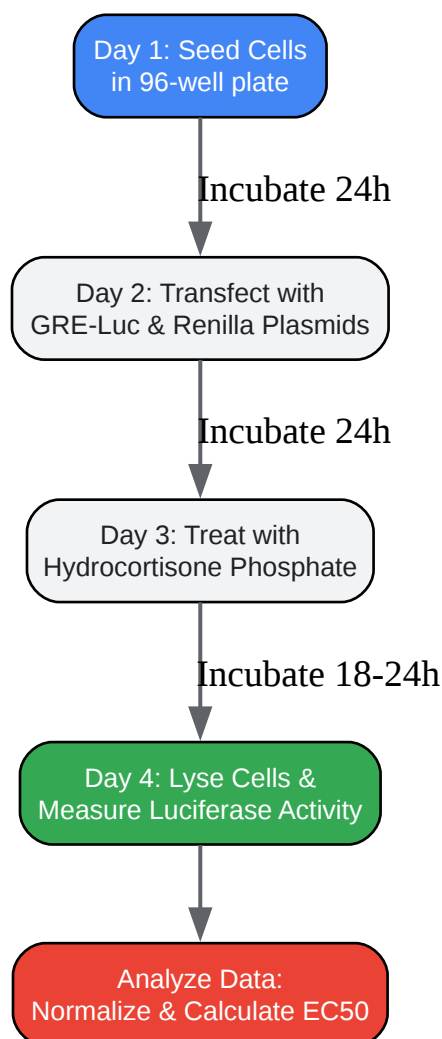 Day 1: Seed Cells
in 96-well plate
Incubate 24h
Day 2: Transfect with
GRE-Luc & Renilla Plasmids
Incubate 24h
Day 3: Treat with
Hydrocortisone Phosphate
Incubate 18-24h
Day 4: Lyse Cells &
Measure Luciferase Activity
Analyze Data:
Normalize & Calculate EC50